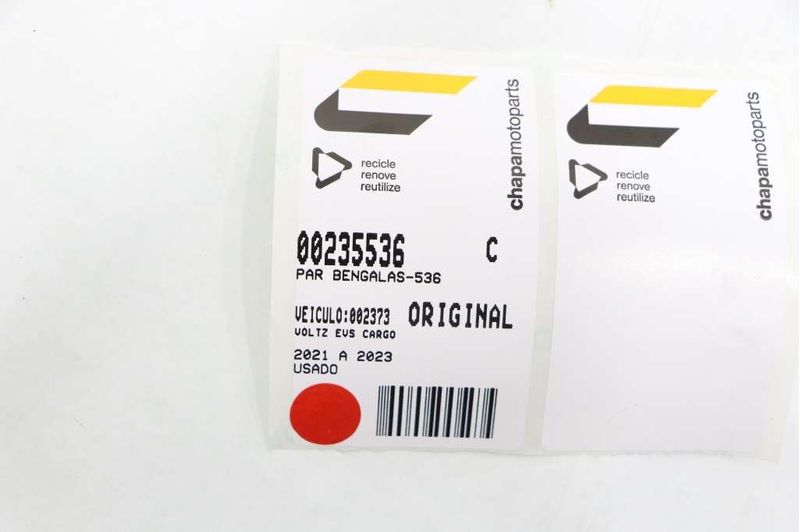 recicle
renove
reutilize
chapamotoparts
00235536 C
PAR BENGALAS-536
VEICULO:002373 ORIGINAL
VOLTZ EVS CARGO
2021 A 2023
USADO
recicle
renove
reutilize
chapamotoparts